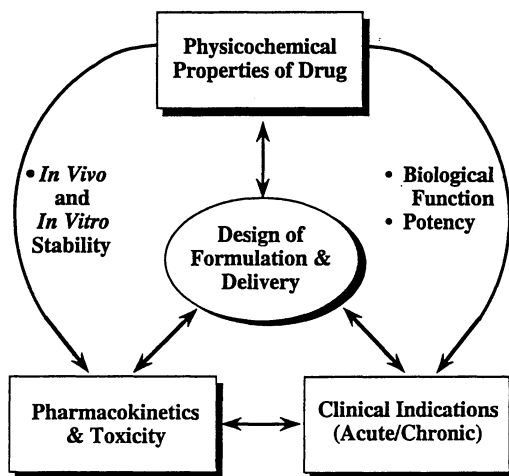 Physicochemical
Properties of Drug
• In Vivo
and
In Vitro
Stability
• Biological
Function
• Potency
Design of
Formulation &
Delivery
Pharmacokinetics
& Toxicity
Clinical Indications
(Acute/Chronic)